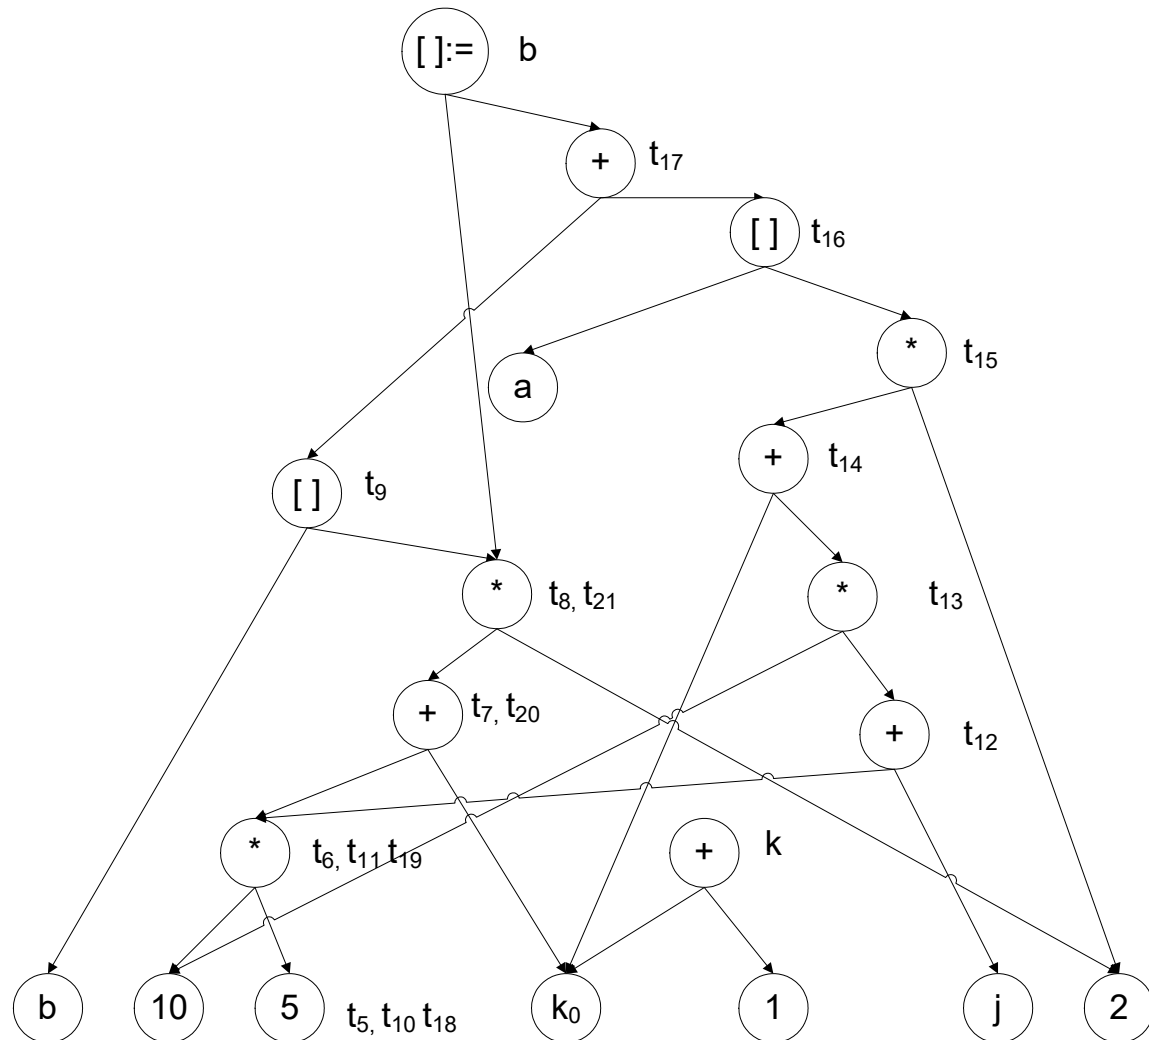 [ ]:= b
+ t17
[ ] t16
* t15
a
+ t14
[ ] t9
* t8, t21
* t13
+ t7, t20
+ t12
* t6, t11 t19
+ k
b 10 5 t5, t10 t18 k0 1 j 2